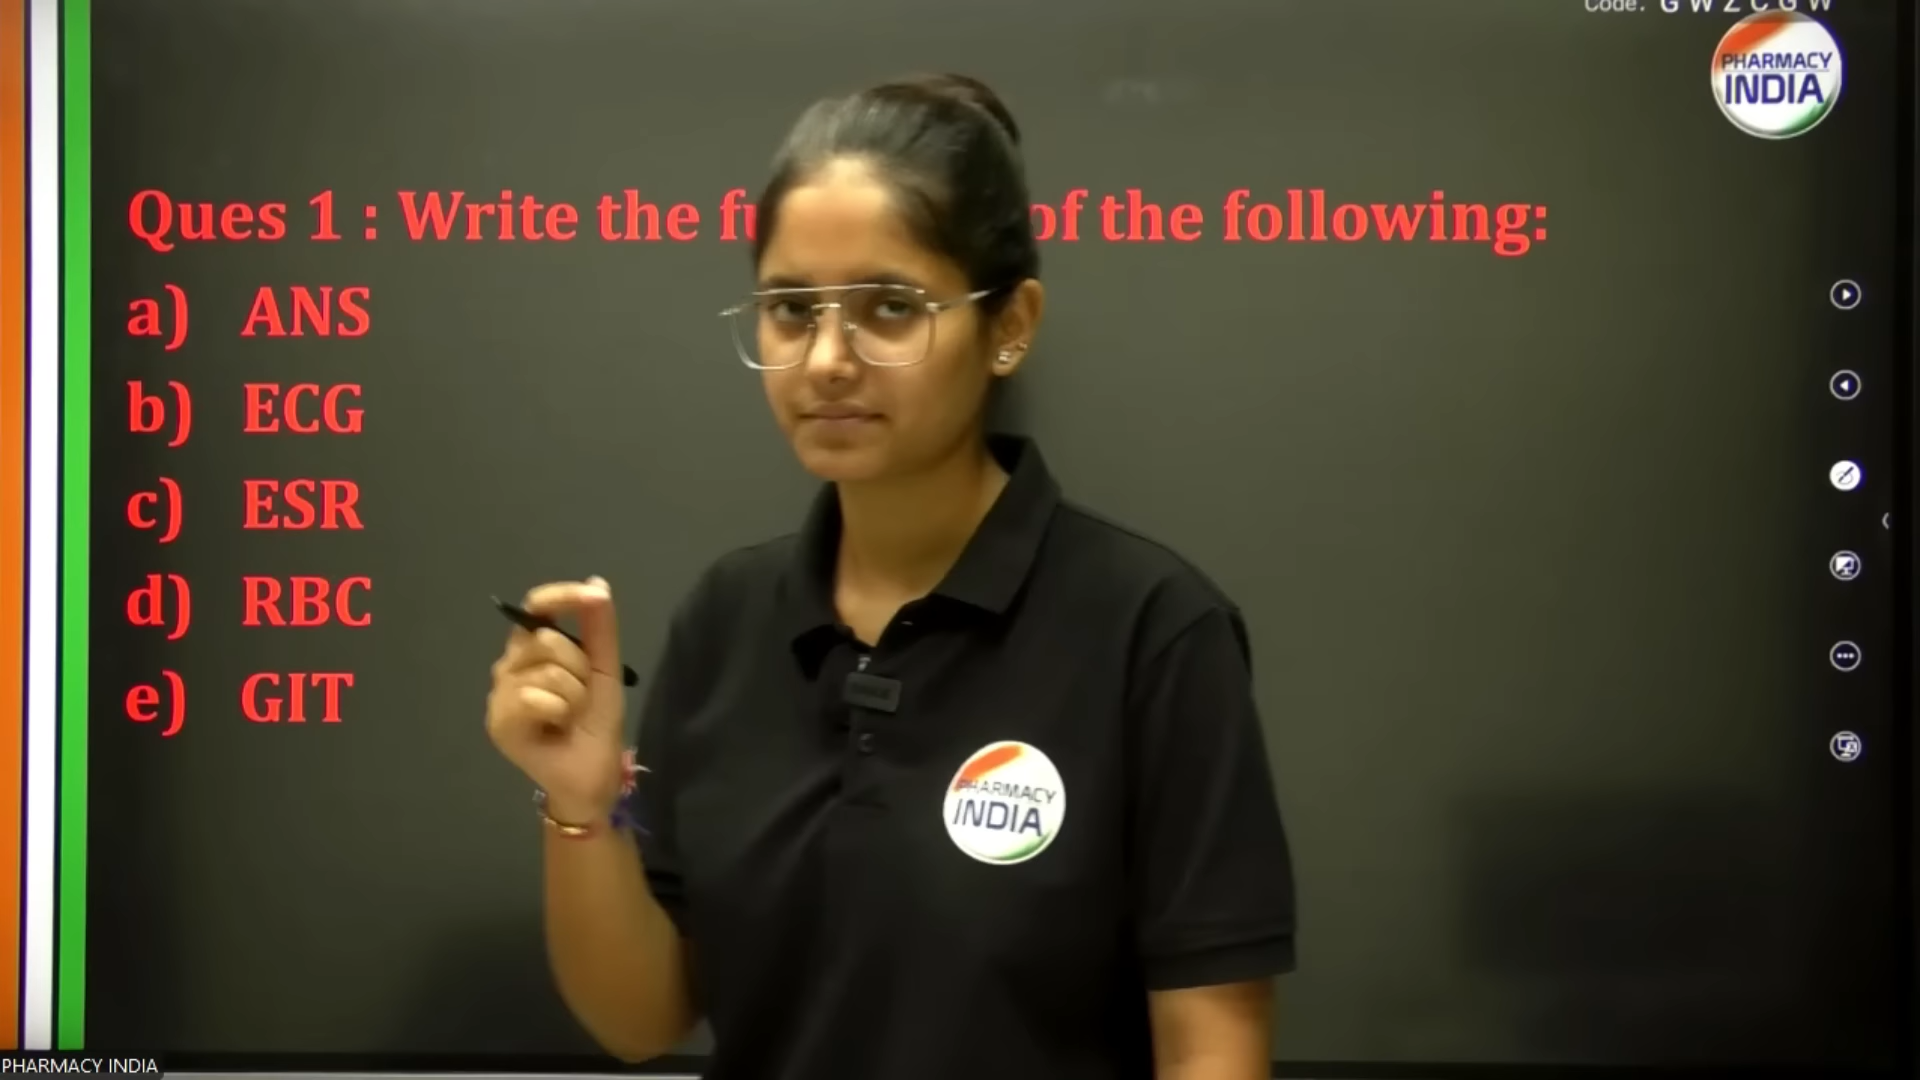 Code: GWZCGW
PHARMACY
INDIA
Ques 1 : Write the of the following:
a) ANS
b) ECG
c) ESR
d) RBC
e) GIT
PHARMACY
INDIA
PHARMACY INDIA